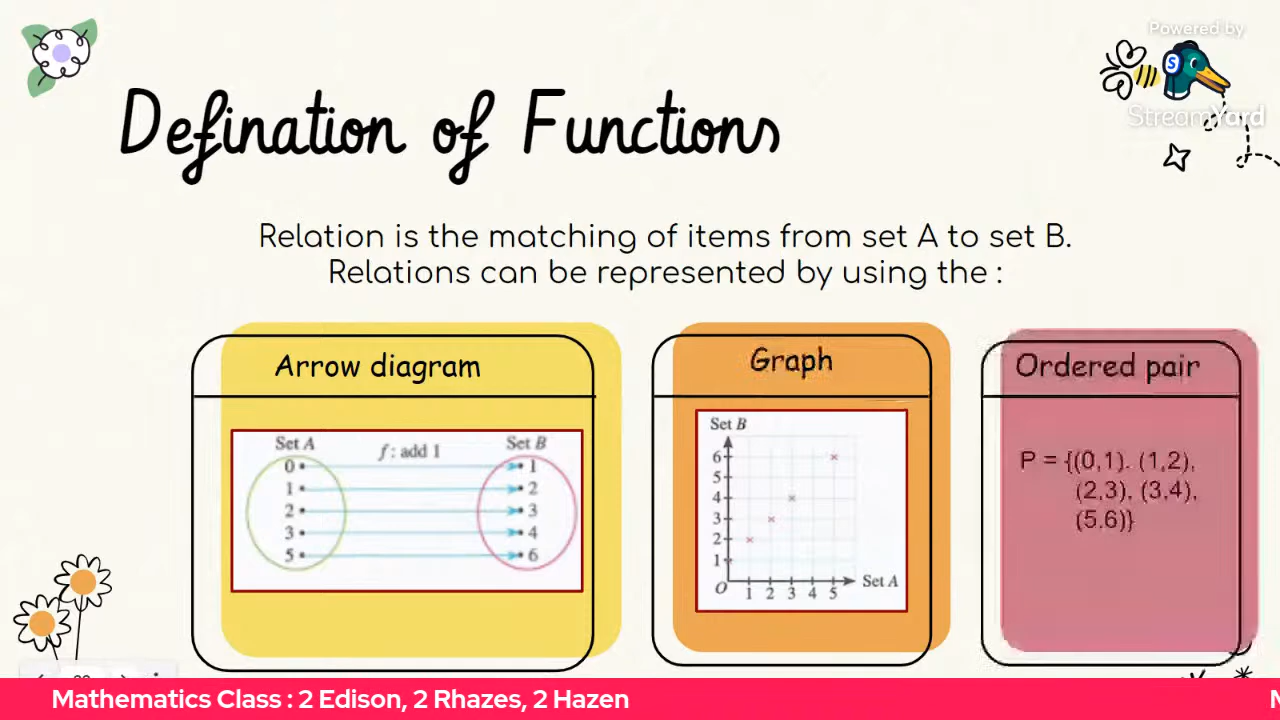 Powered by
StreamYard
Defination of Functions
Relation is the matching of items from set A to set B.
Relations can be represented by using the :
Arrow diagram
Set A
f : add 1
Set B
0 1
1 2
2 3
3 4
5 6
Graph
Set B
6
5
4
3
2
1
O 1 2 3 4 5 Set A
Ordered pair
P = {(0,1). (1,2),
(2,3), (3,4),
(5.6)}
Mathematics Class : 2 Edison, 2 Rhazes, 2 Hazen
M